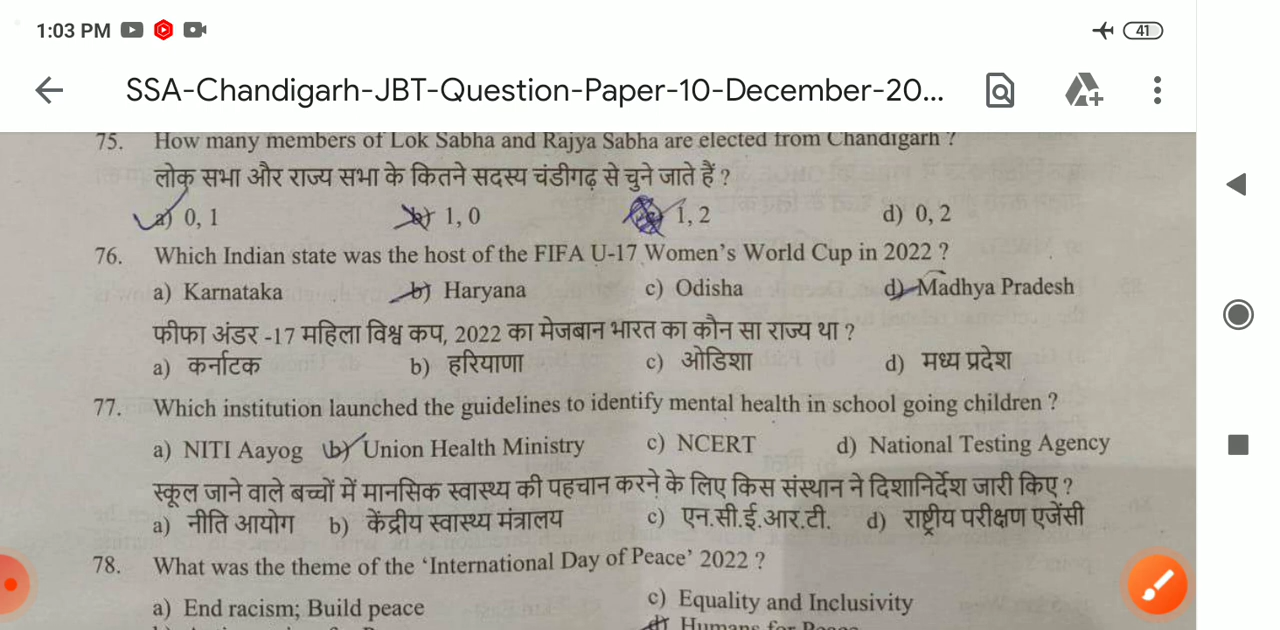 1:03 PM
41
SSA-Chandigarh-JBT-Question-Paper-10-December-20...
75. How many members of Lok Sabha and Rajya Sabha are elected from Chandigarh ?
लोक सभा और राज्य सभा के कितने सदस्य चंडीगढ़ से चुने जाते हैं ?
a) 0, 1 b) 1, 0 c) 1, 2 d) 0, 2
76. Which Indian state was the host of the FIFA U-17 Women's World Cup in 2022 ?
a) Karnataka b) Haryana c) Odisha d) Madhya Pradesh
फीफा अंडर -17 महिला विश्व कप, 2022 का मेजबान भारत का कौन सा राज्य था ?
a) कर्नाटक b) हरियाणा c) ओडिशा d) मध्य प्रदेश
77. Which institution launched the guidelines to identify mental health in school going children ?
a) NITI Aayog (b) Union Health Ministry c) NCERT d) National Testing Agency
स्कूल जाने वाले बच्चों में मानसिक स्वास्थ्य की पहचान करने के लिए किस संस्थान ने दिशानिर्देश जारी किए ?
a) नीति आयोग b) केंद्रीय स्वास्थ्य मंत्रालय c) एन.सी.ई.आर.टी. d) राष्ट्रीय परीक्षण एजेंसी
78. What was the theme of the 'International Day of Peace' 2022 ?
a) End racism; Build peace c) Equality and Inclusivity
d) Humans for Peace